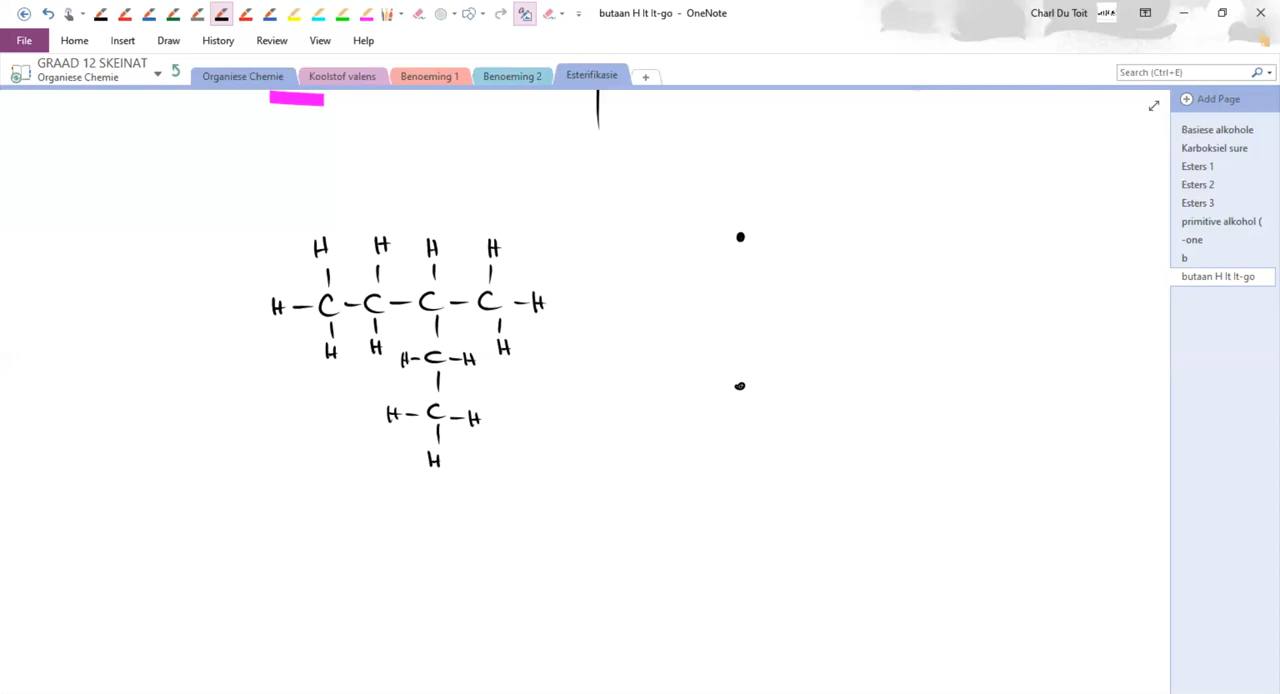 butaan H It It-go - OneNote
Charl Du Toit
File Home Insert Draw History Review View Help
GRAAD 12 SKEINAT
Organiese Chemie
Organiese Chemie Koolstof valens Benoeming 1 Benoeming 2 Esterifikasie +
Search (Ctrl+E)
Add Page
Basiese alkohole
Karboksiel sure
Esters 1
Esters 2
Esters 3
primitive alkohol (
-one
b
butaan H It It-go
H H H H
H-C-C-C-C-H
H H H-C-H H
H-C-H
H